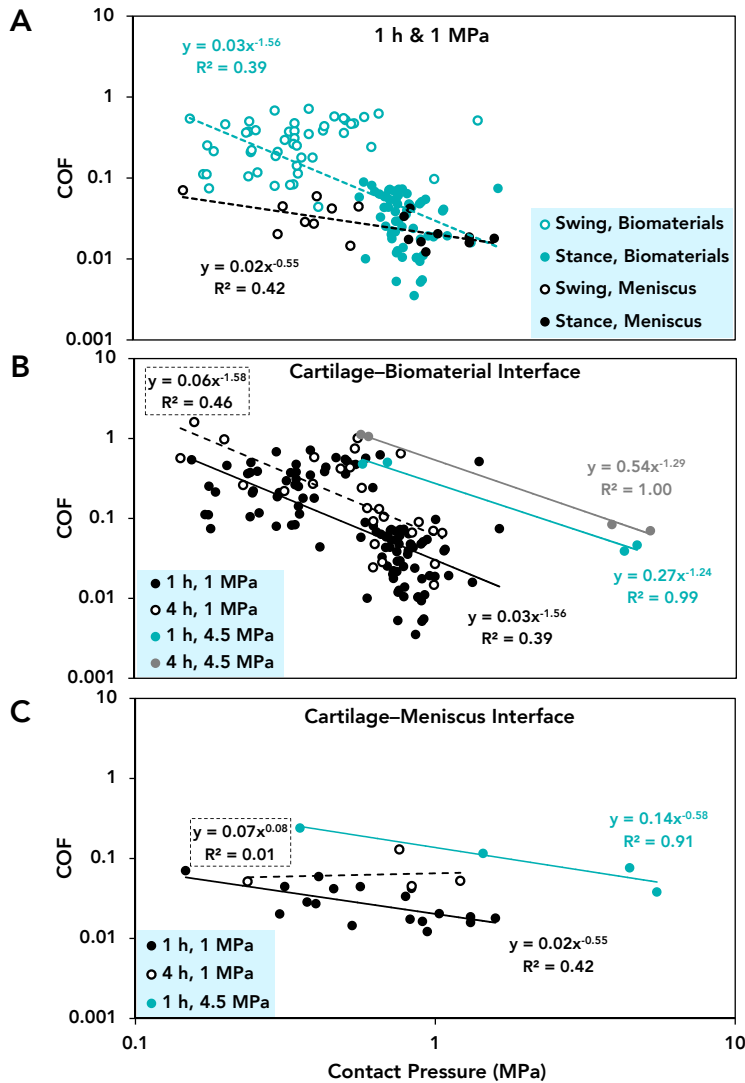 A
10
1 h & 1 MPa
y = 0.03x^-1.56
R² = 0.39
1
COF
0.1
0.01
0.001
y = 0.02x^-0.55
R² = 0.42
Swing, Biomaterials
Stance, Biomaterials
Swing, Meniscus
Stance, Meniscus
B
10
Cartilage–Biomaterial Interface
y = 0.06x^-1.58
R² = 0.46
1
COF
0.1
0.01
0.001
y = 0.54x^-1.29
R² = 1.00
y = 0.27x^-1.24
R² = 0.99
y = 0.03x^-1.56
R² = 0.39
1 h, 1 MPa
4 h, 1 MPa
1 h, 4.5 MPa
4 h, 4.5 MPa
C
10
Cartilage–Meniscus Interface
1
COF
0.1
0.01
0.001
y = 0.07x^0.08
R² = 0.01
y = 0.14x^-0.58
R² = 0.91
y = 0.02x^-0.55
R² = 0.42
1 h, 1 MPa
4 h, 1 MPa
1 h, 4.5 MPa
0.1
1
10
Contact Pressure (MPa)